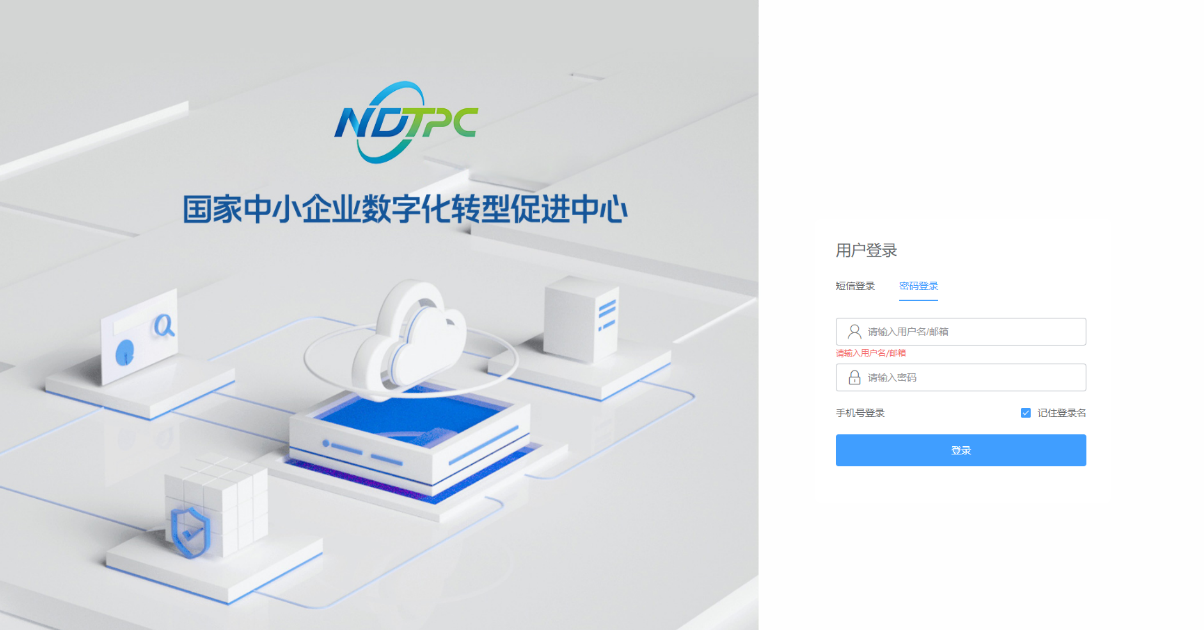 NDTPC
国家中小企业数字化转型促进中心
用户登录
短信登录 密码登录
请输入用户名/邮箱
请输入用户名/邮箱
请输入密码
手机号登录 记住登录名
登录